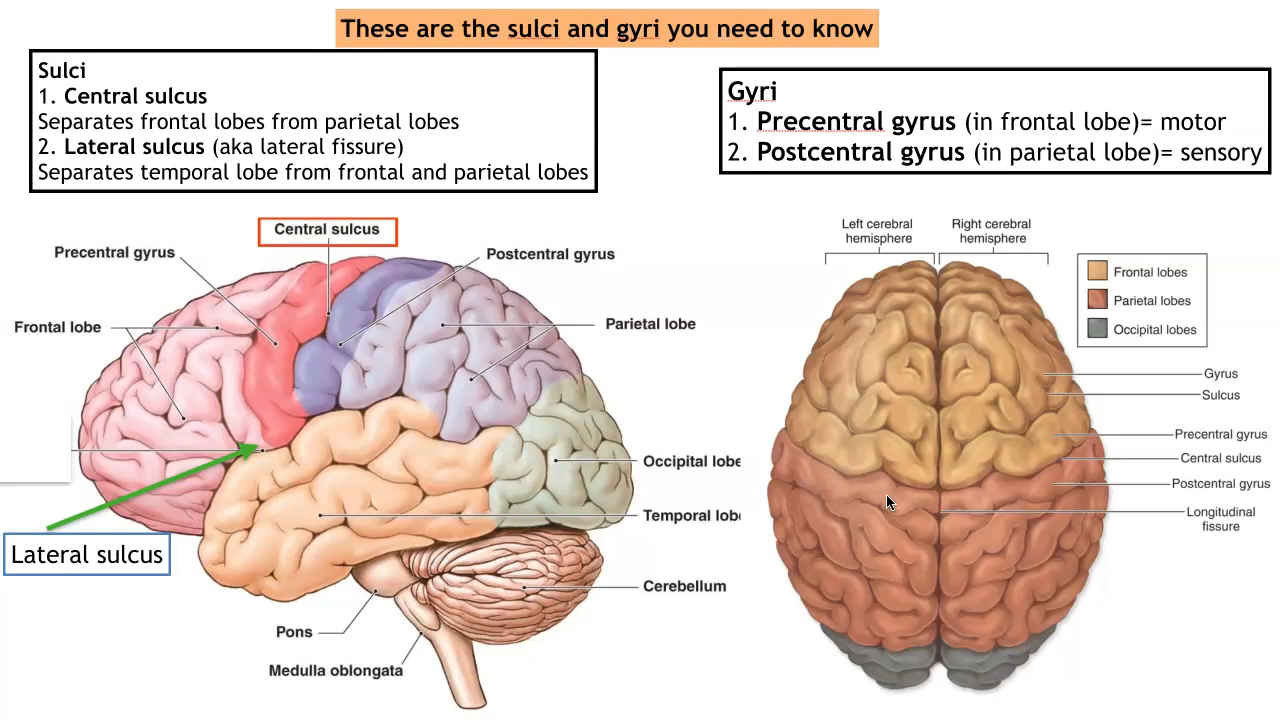 These are the sulci and gyri you need to know
Sulci
1. Central sulcus
Separates frontal lobes from parietal lobes
2. Lateral sulcus (aka lateral fissure)
Separates temporal lobe from frontal and parietal lobes
Gyri
1. Precentral gyrus (in frontal lobe)= motor
2. Postcentral gyrus (in parietal lobe)= sensory
Central sulcus
Precentral gyrus
Postcentral gyrus
Frontal lobe
Parietal lobe
Occipital lobe
Temporal lobe
Lateral sulcus
Cerebellum
Pons
Medulla oblongata
Left cerebral
hemisphere
Right cerebral
hemisphere
Frontal lobes
Parietal lobes
Occipital lobes
Gyrus
Sulcus
Precentral gyrus
Central sulcus
Postcentral gyrus
Longitudinal
fissure